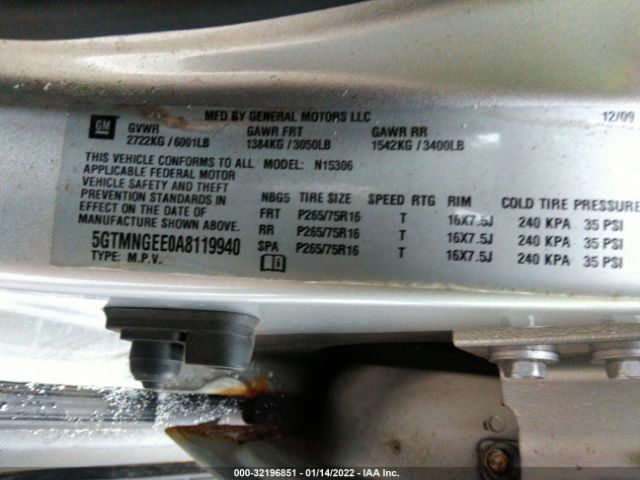 MFD BY GENERAL MOTORS LLC 12/09
GM GVWR GAWR FRT GAWR RR
2722KG / 6001LB 1384KG / 3050LB 1542KG / 3400LB
THIS VEHICLE CONFORMS TO ALL MODEL: N15306
APPLICABLE FEDERAL MOTOR
VEHICLE SAFETY AND THEFT
PREVENTION STANDARDS IN
EFFECT ON THE DATE OF
MANUFACTURE SHOWN ABOVE.
5GTMNGEE0A8119940
TYPE: M.P.V.
NBG5 TIRE SIZE SPEED RTG RIM COLD TIRE PRESSURE
FRT P265/75R16 T 16X7.5J 240 KPA 35 PSI
RR P265/75R16 T 16X7.5J 240 KPA 35 PSI
SPA P265/75R16 T 16X7.5J 240 KPA 35 PSI
000-32196851 - 01/14/2022 - IAA Inc.